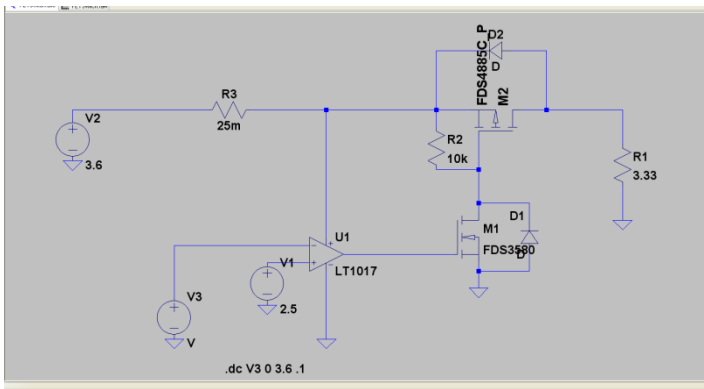 D2
D
FDS4885C_P
M2
R3
25m
V2
3.6
R2
10k
R1
3.33
D1
M1
FDS3580
D
U1
V1
LT1017
2.5
V3
V
.dc V3 0 3.6 .1